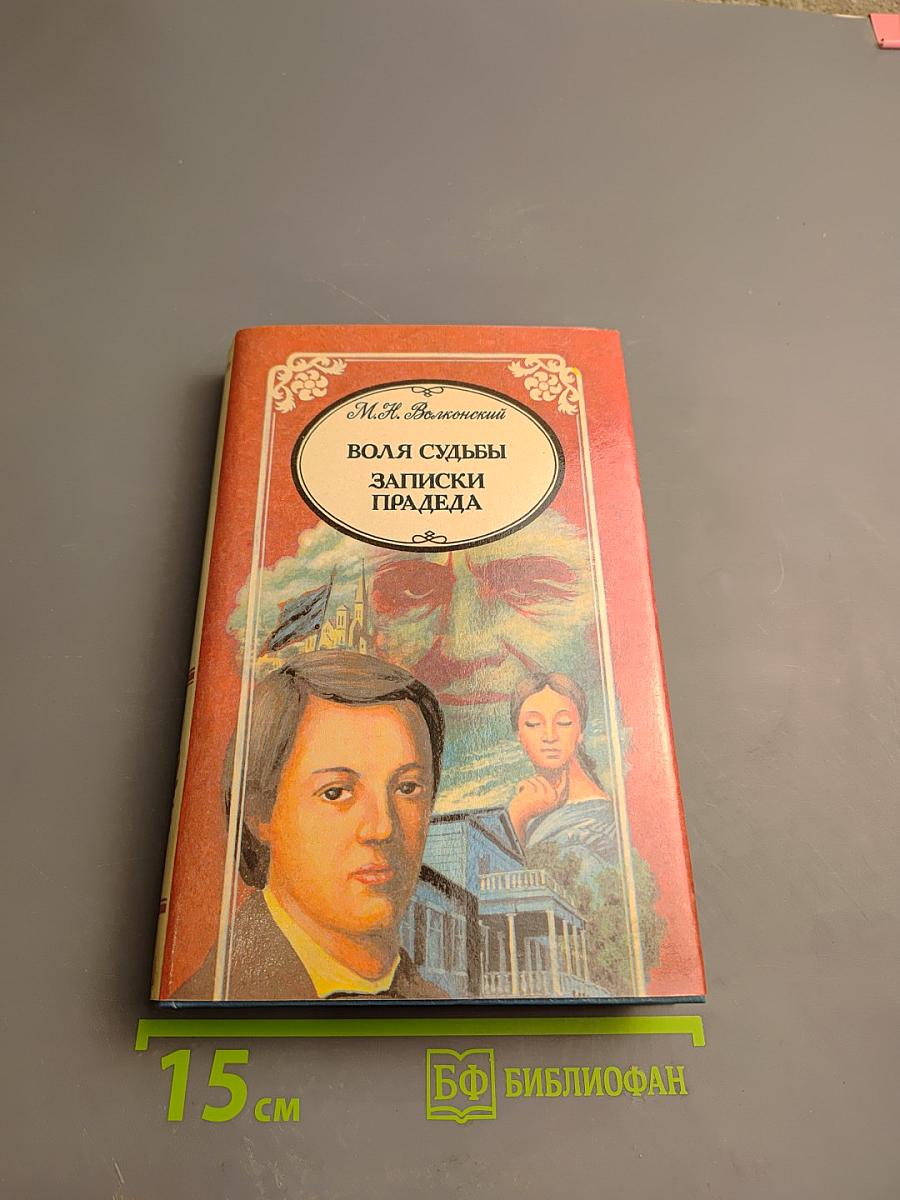 М.Н. Волконский
ВОЛЯ СУДЬБЫ
ЗАПИСКИ
ПРАДЕДА
15 см
БФ БИБЛИОФАН